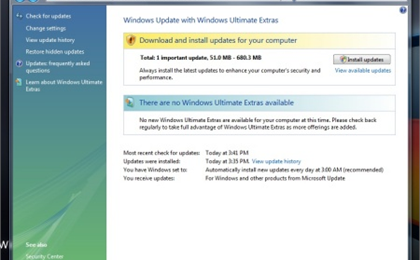 Check for updates
Change settings
View update history
Restore hidden updates
Updates: frequently asked
questions
Learn about Windows Ultimate
Extras
See also
Security Center
Windows Update with Windows Ultimate Extras
Download and install updates for your computer
Total: 1 important update, 51.0 MB - 680.3 MB
Install updates
Always install the latest updates to enhance your computer's security and
performance.
View available updates
There are no Windows Ultimate Extras available
No new Windows Ultimate Extras are available for your computer at this time. Please check back
regularly to take full advantage of Windows Ultimate Extras as more offerings are added.
Most recent check for updates: Today at 3:41 PM
Updates were installed: Today at 3:35 PM. View update history
You have Windows set to: Automatically install new updates every day at 3:00 AM (recommended)
You receive updates: For Windows and other products from Microsoft Update